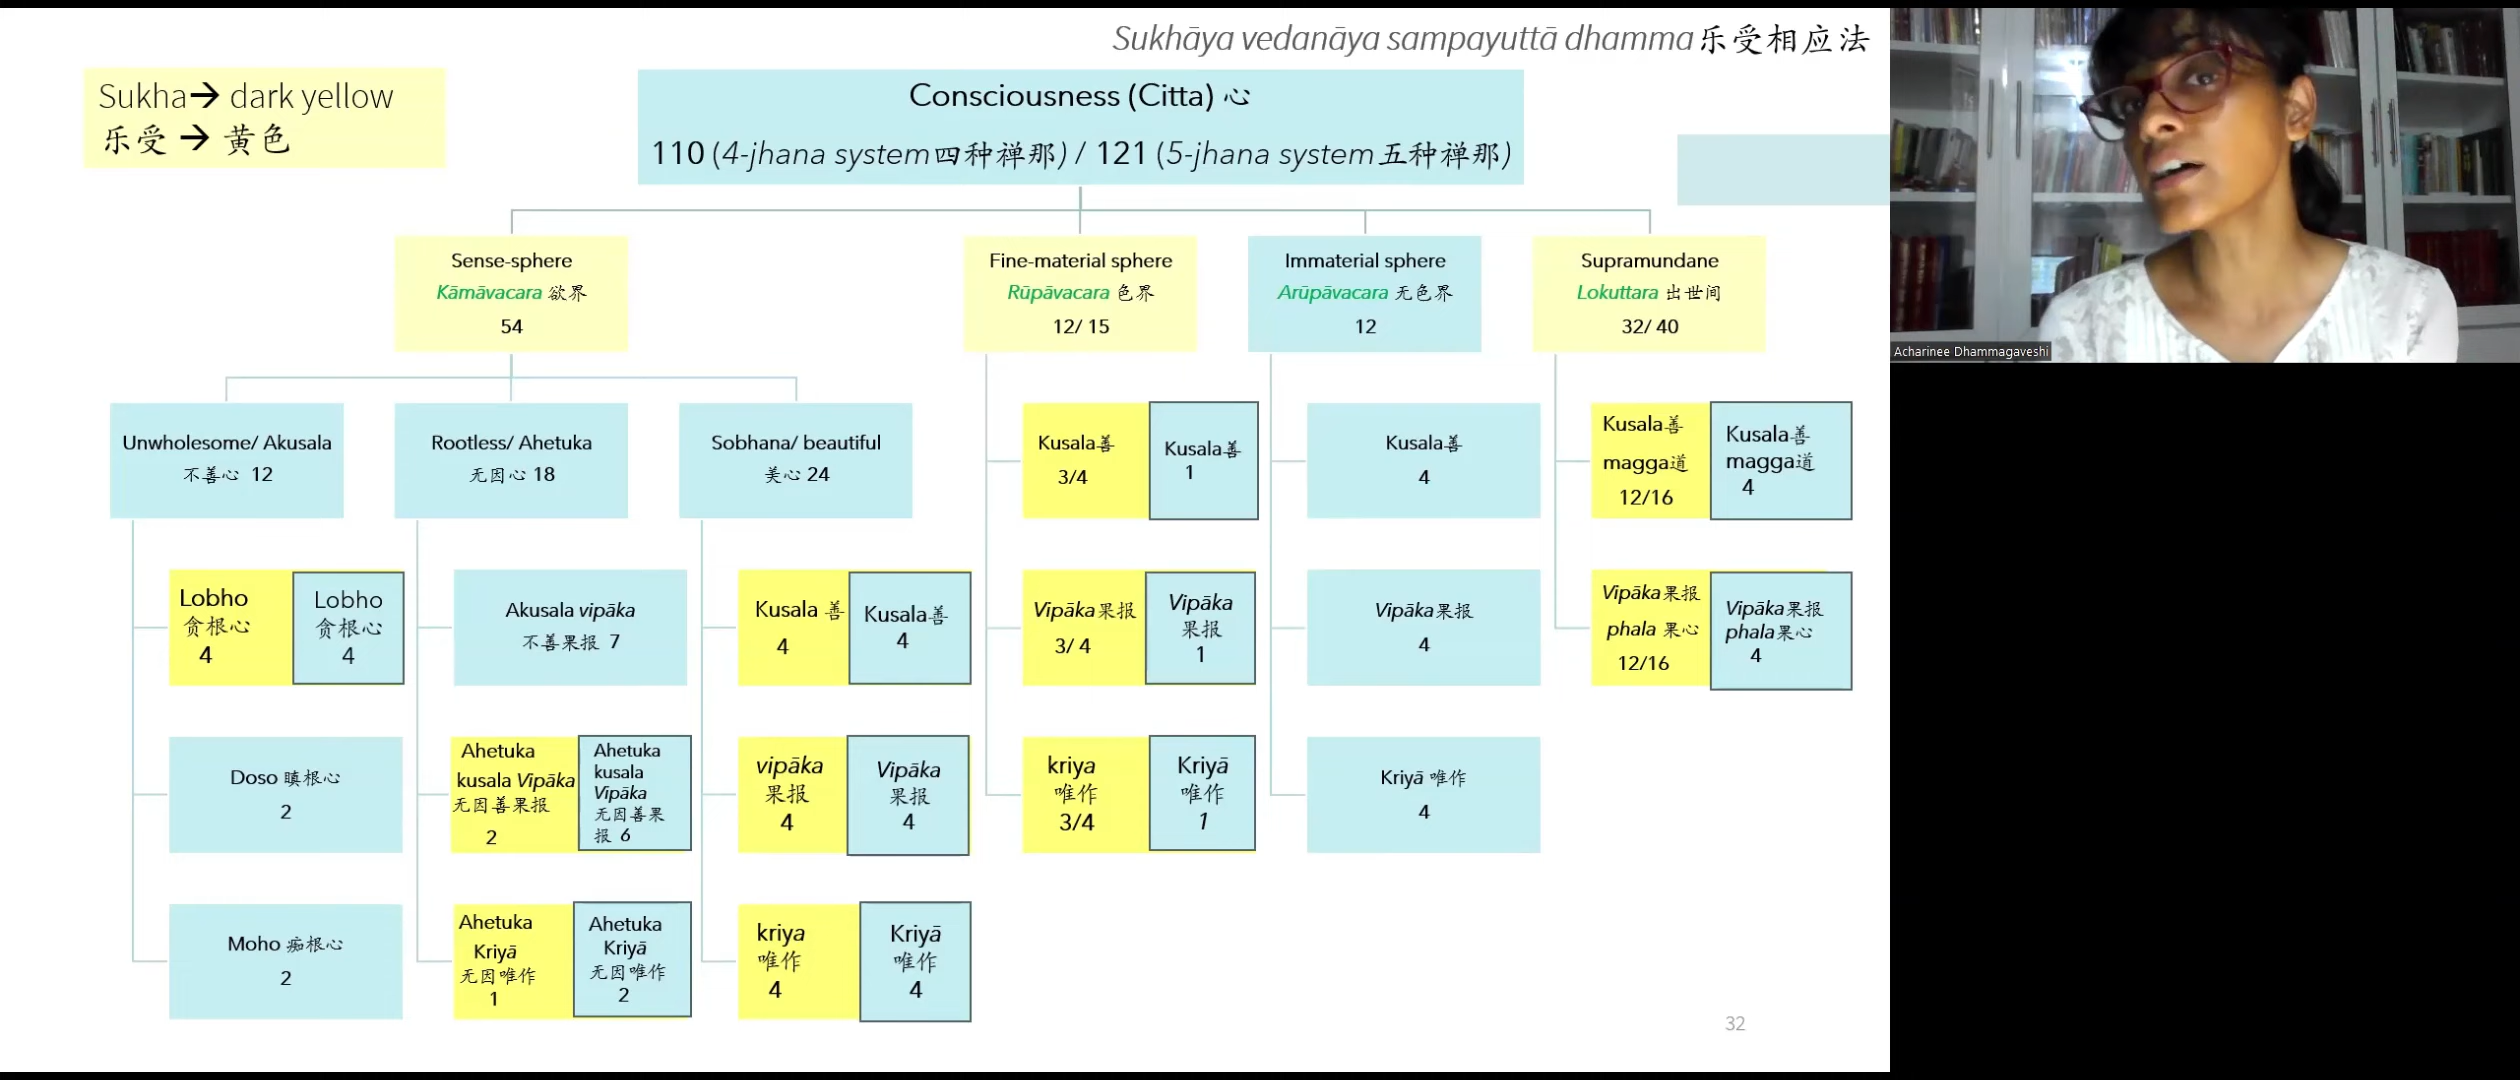 Sukhāya vedanāya sampayuttā dhamma乐受相应法
Sukha→ dark yellow
乐受 → 黄色
Consciousness (Citta) 心
110 (4-jhana system四种禅那) / 121 (5-jhana system五种禅那)
Sense-sphere
Kāmāvacara 欲界
54
Fine-material sphere
Rūpāvacara 色界
12/ 15
Immaterial sphere
Arūpāvacara 无色界
12
Supramundane
Lokuttara 出世间
32/ 40
Unwholesome/ Akusala
不善心 12
Rootless/ Ahetuka
无因心 18
Sobhana/ beautiful
美心 24
Kusala善
3/4
Kusala善
1
Kusala善
4
Kusala善
magga道
12/16
Kusala善
magga道
4
Lobho
贪根心
4
Lobho
贪根心
4
Akusala vipāka
不善果报 7
Kusala 善
4
Kusala善
4
Vipāka果报
3/ 4
Vipāka
果报
1
Vipāka果报
4
Vipāka果报
phala 果心
12/16
Vipāka果报
phala果心
4
Doso 瞋根心
2
Ahetuka
kusala Vipāka
无因善果报
2
Ahetuka
kusala
Vipāka
无因善果
报 6
vipāka
果报
4
Vipāka
果报
4
kriya
唯作
3/4
Kriyā
唯作
1
Kriyā 唯作
4
Moho 痴根心
2
Ahetuka
Kriyā
无因唯作
1
Ahetuka
Kriyā
无因唯作
2
kriya
唯作
4
Kriyā
唯作
4
32
Acharinee Dhammagaveshi